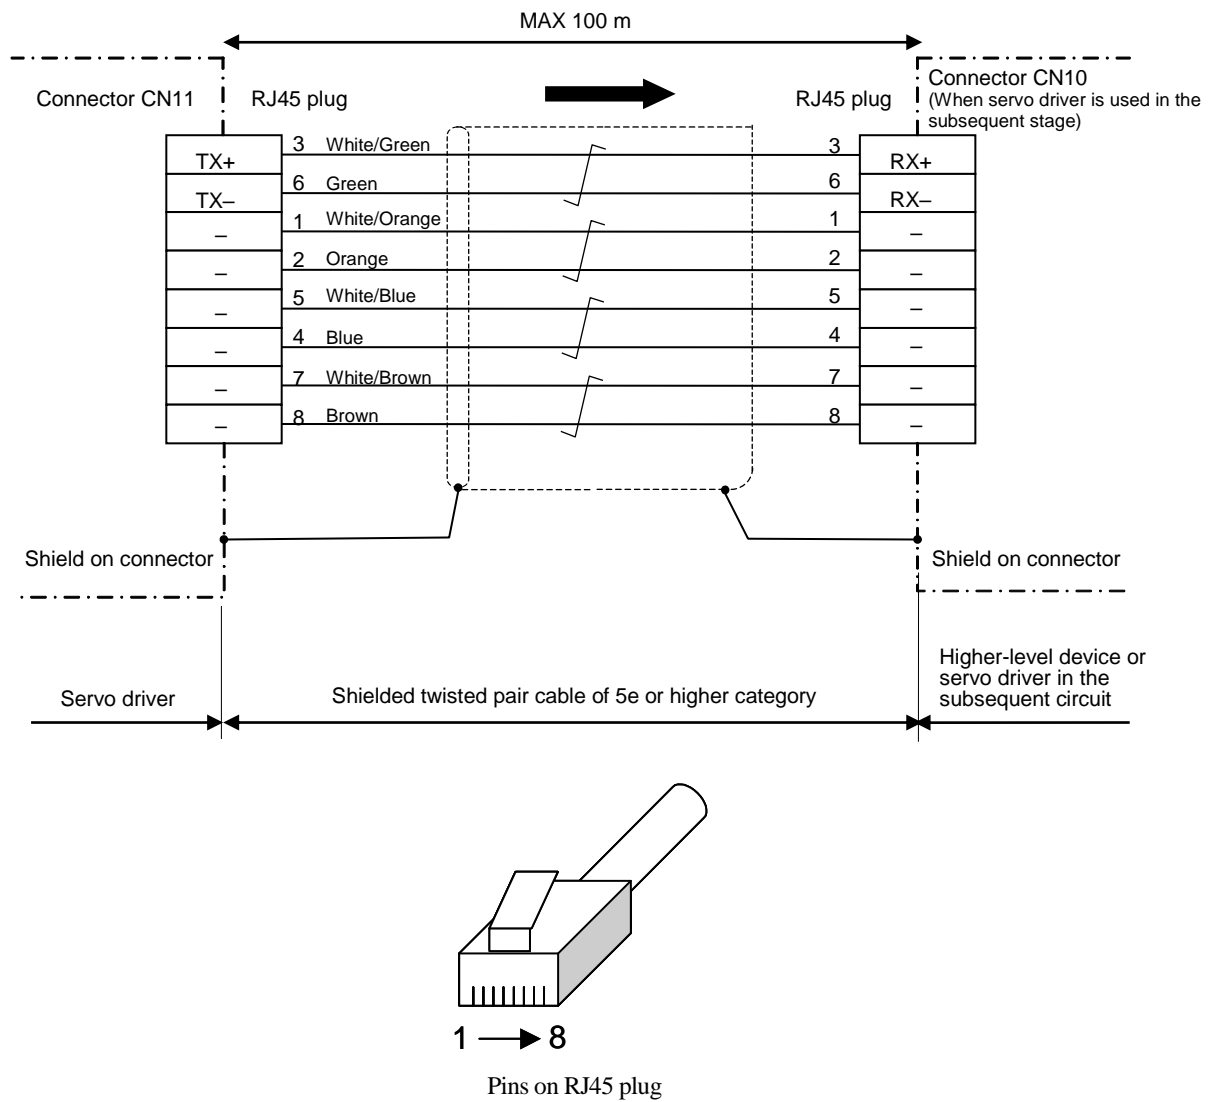 MAX 100 m
Connector CN11
RJ45 plug
RJ45 plug
Connector CN10
(When servo driver is used in the
subsequent stage)
TX+ 3 White/Green 3 RX+
TX– 6 Green 6 RX–
– 1 White/Orange 1 –
– 2 Orange 2 –
– 5 White/Blue 5 –
– 4 Blue 4 –
– 7 White/Brown 7 –
– 8 Brown 8 –
Shield on connector
Shield on connector
Servo driver
Shielded twisted pair cable of 5e or higher category
Higher-level device or
servo driver in the
subsequent circuit
1 8
Pins on RJ45 plug